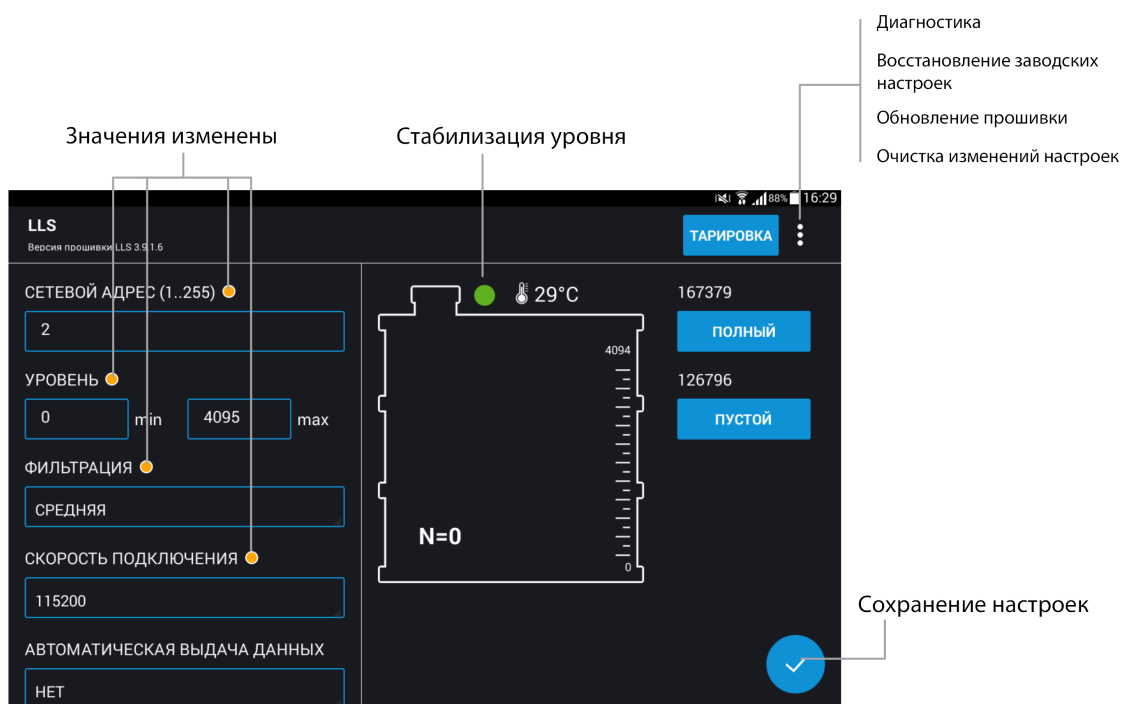 Диагностика
Восстановление заводских
настроек
Обновление прошивки
Очистка изменений настроек
Значения изменены
Стабилизация уровня
88% 16:29
LLS
Версия прошивки LLS 3.9.1.6
ТАРИРОВКА
СЕТЕВОЙ АДРЕС (1..255)
2
УРОВЕНЬ
0 min 4095 max
ФИЛЬТРАЦИЯ
СРЕДНЯЯ
СКОРОСТЬ ПОДКЛЮЧЕНИЯ
115200
АВТОМАТИЧЕСКАЯ ВЫДАЧА ДАННЫХ
НЕТ
29°C
4094
N=0
0
167379
ПОЛНЫЙ
126796
ПУСТОЙ
Сохранение настроек